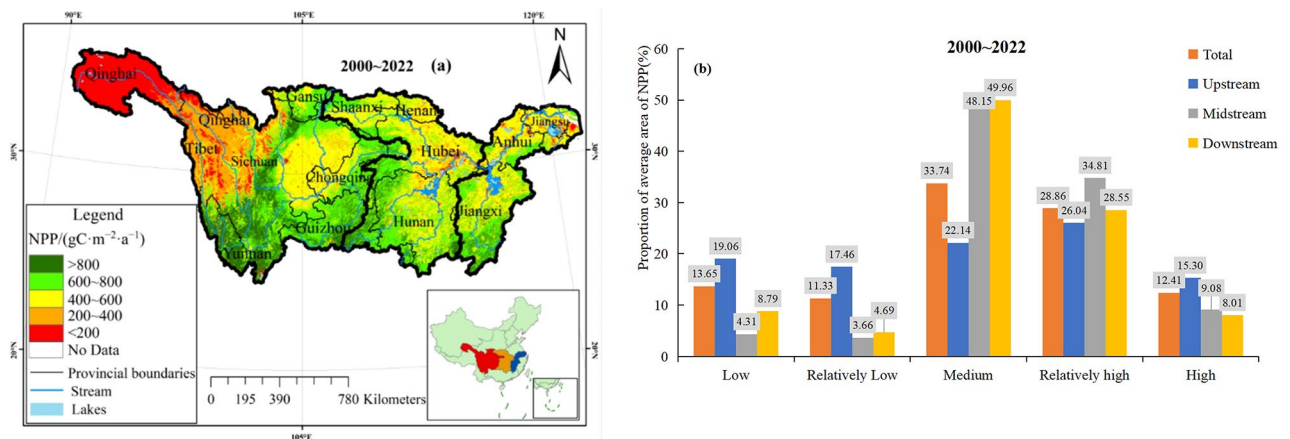 90°E
105°E
120°E
2000~2022 (a)
N
Qinghai
Gansu
Shaanxi
Henan
Qinghai
Jiangsu
Tibet
Anhui
Sichuan
Hubei
30°N
30°N
Chongqing
Hunan
Jiangxi
Guizhou
Yunnan
Legend
NPP/(gC·m⁻²·a⁻¹)
>800
600~800
400~600
200~400
<200
No Data
Provincial boundaries
Stream
Lakes
0 195 390 780 Kilometers
20°N
20°N
105°E
2000~2022
(b)
Proportion of average area of NPP(%)
60
50
40
30
20
10
0
13.65
19.06
4.31
8.79
11.33
17.46
3.66
4.69
33.74
22.14
48.15
49.96
28.86
26.04
34.81
28.55
12.41
15.30
9.08
8.01
Low
Relatively Low
Medium
Relatively high
High
Total
Upstream
Midstream
Downstream